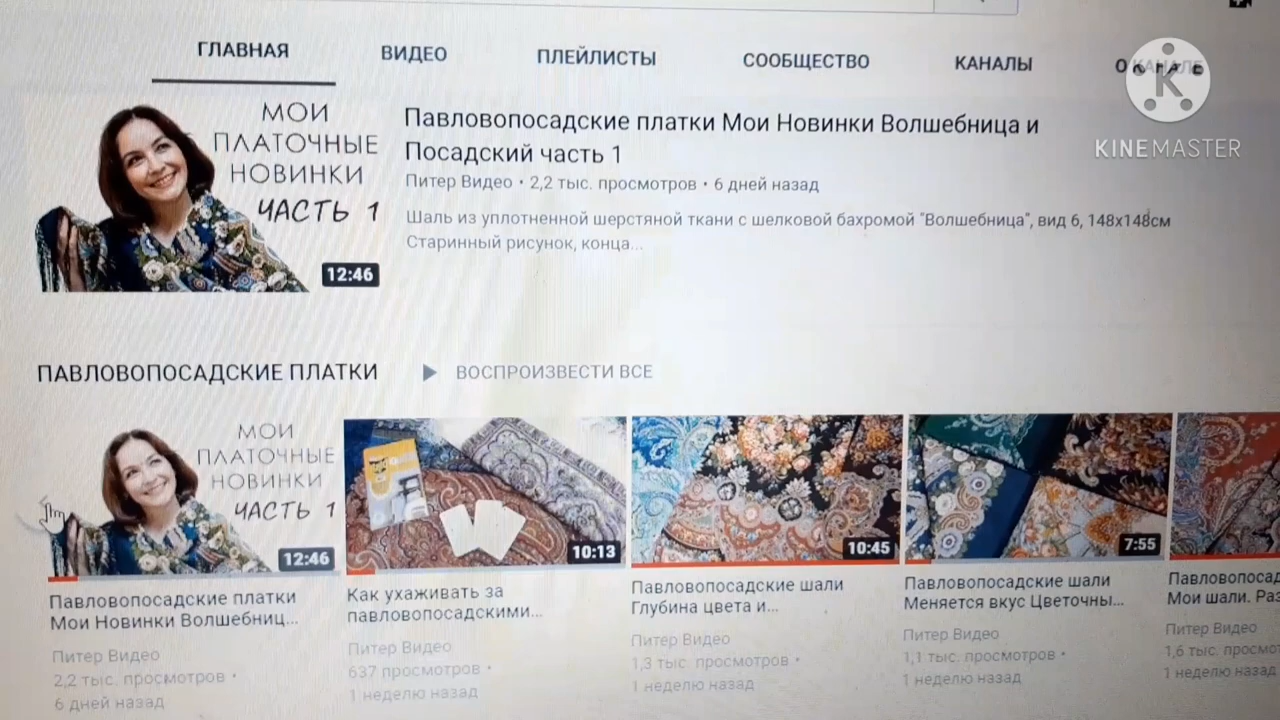 ГЛАВНАЯ ВИДЕО ПЛЕЙЛИСТЫ СООБЩЕСТВО КАНАЛЫ О КАНАЛЕ
K
KINEMASTER
МОИ
ПЛАТОЧНЫЕ
НОВИНКИ
ЧАСТЬ 1
12:46
Павловопосадские платки Мои Новинки Волшебница и
Посадский часть 1
Питер Видео • 2,2 тыс. просмотров • 6 дней назад
Шаль из уплотненной шерстяной ткани с шелковой бахромой "Волшебница", вид 6, 148х148см
Старинный рисунок, конца...
ПАВЛОВОПОСАДСКИЕ ПЛАТКИ ВОСПРОИЗВЕСТИ ВСЕ
МОИ
ПЛАТОЧНЫЕ
НОВИНКИ
ЧАСТЬ 1
12:46
Павловопосадские платки
Мои Новинки Волшебниц...
Питер Видео
2,2 тыс. просмотров •
6 дней назад
10:13
Как ухаживать за
павловопосадскими...
Питер Видео
637 просмотров •
1 неделю назад
10:45
Павловопосадские шали
Глубина цвета и...
Питер Видео
1,3 тыс. просмотров •
1 неделю назад
7:55
Павловопосадские шали
Меняется вкус Цветочны...
Питер Видео
1,1 тыс. просмотров •
1 неделю назад
Павловопосад
Мои шали. Раз
Питер Видео
1,6 тыс. просмо
1 неделю назад